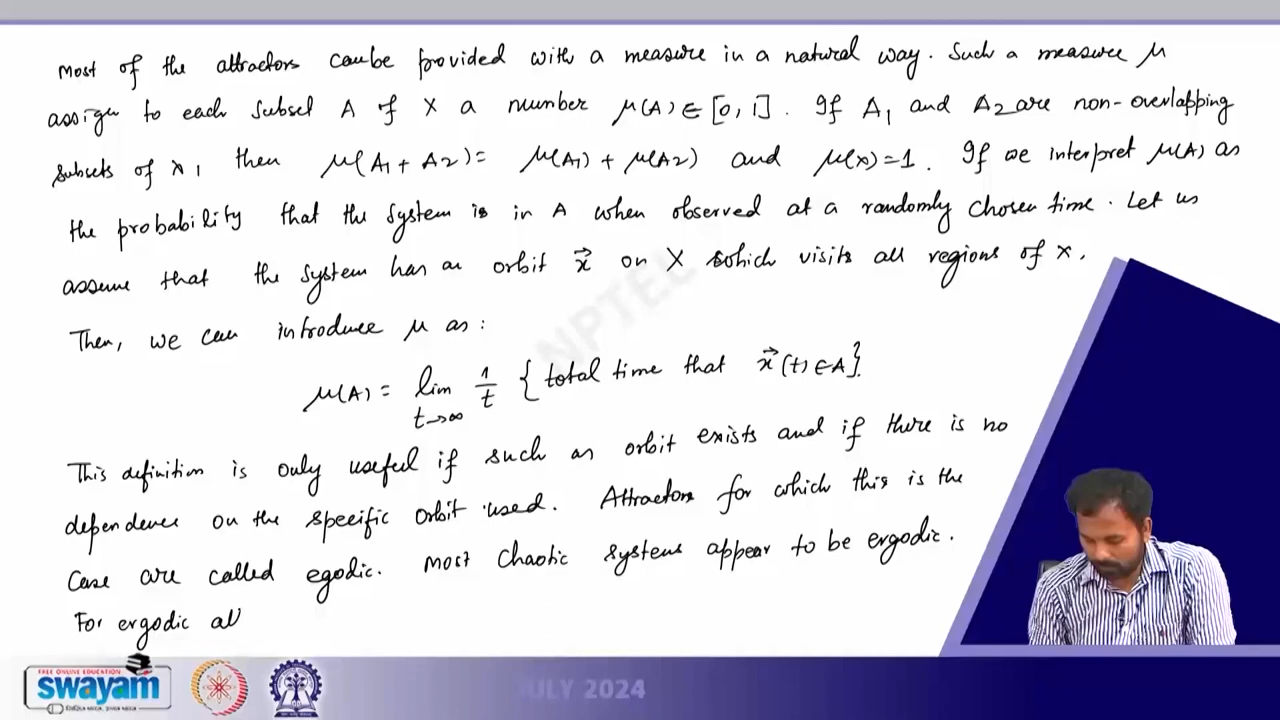 Most of the attractors canbe provided with a measure in a natural way. Such a measure μ
assign to each subset A of X a number μ(A) ∈ [0, 1]. If A₁ and A₂ are non-overlapping
subsets of X, then μ(A₁ + A₂) = μ(A₁) + μ(A₂) and μ(X) = 1. If we interpret μ(A) as
the probability that the system is in A when observed at a randomly chosen time. Let us
assume that the system has an orbit x⃗ on X which visits all regions of X.
Then, we can introduce μ as:
μ(A) = lim t→∞ 1/t { total time that x⃗(t) ∈ A }.
This definition is only useful if such an orbit exists and if there is no
dependence on the specific orbit used. Attractors for which this is the
case are called egodic. Most chaotic systems appear to be ergodic.
For ergodic at
NPTEL
FREE ONLINE EDUCATION
swayam
JULY 2024